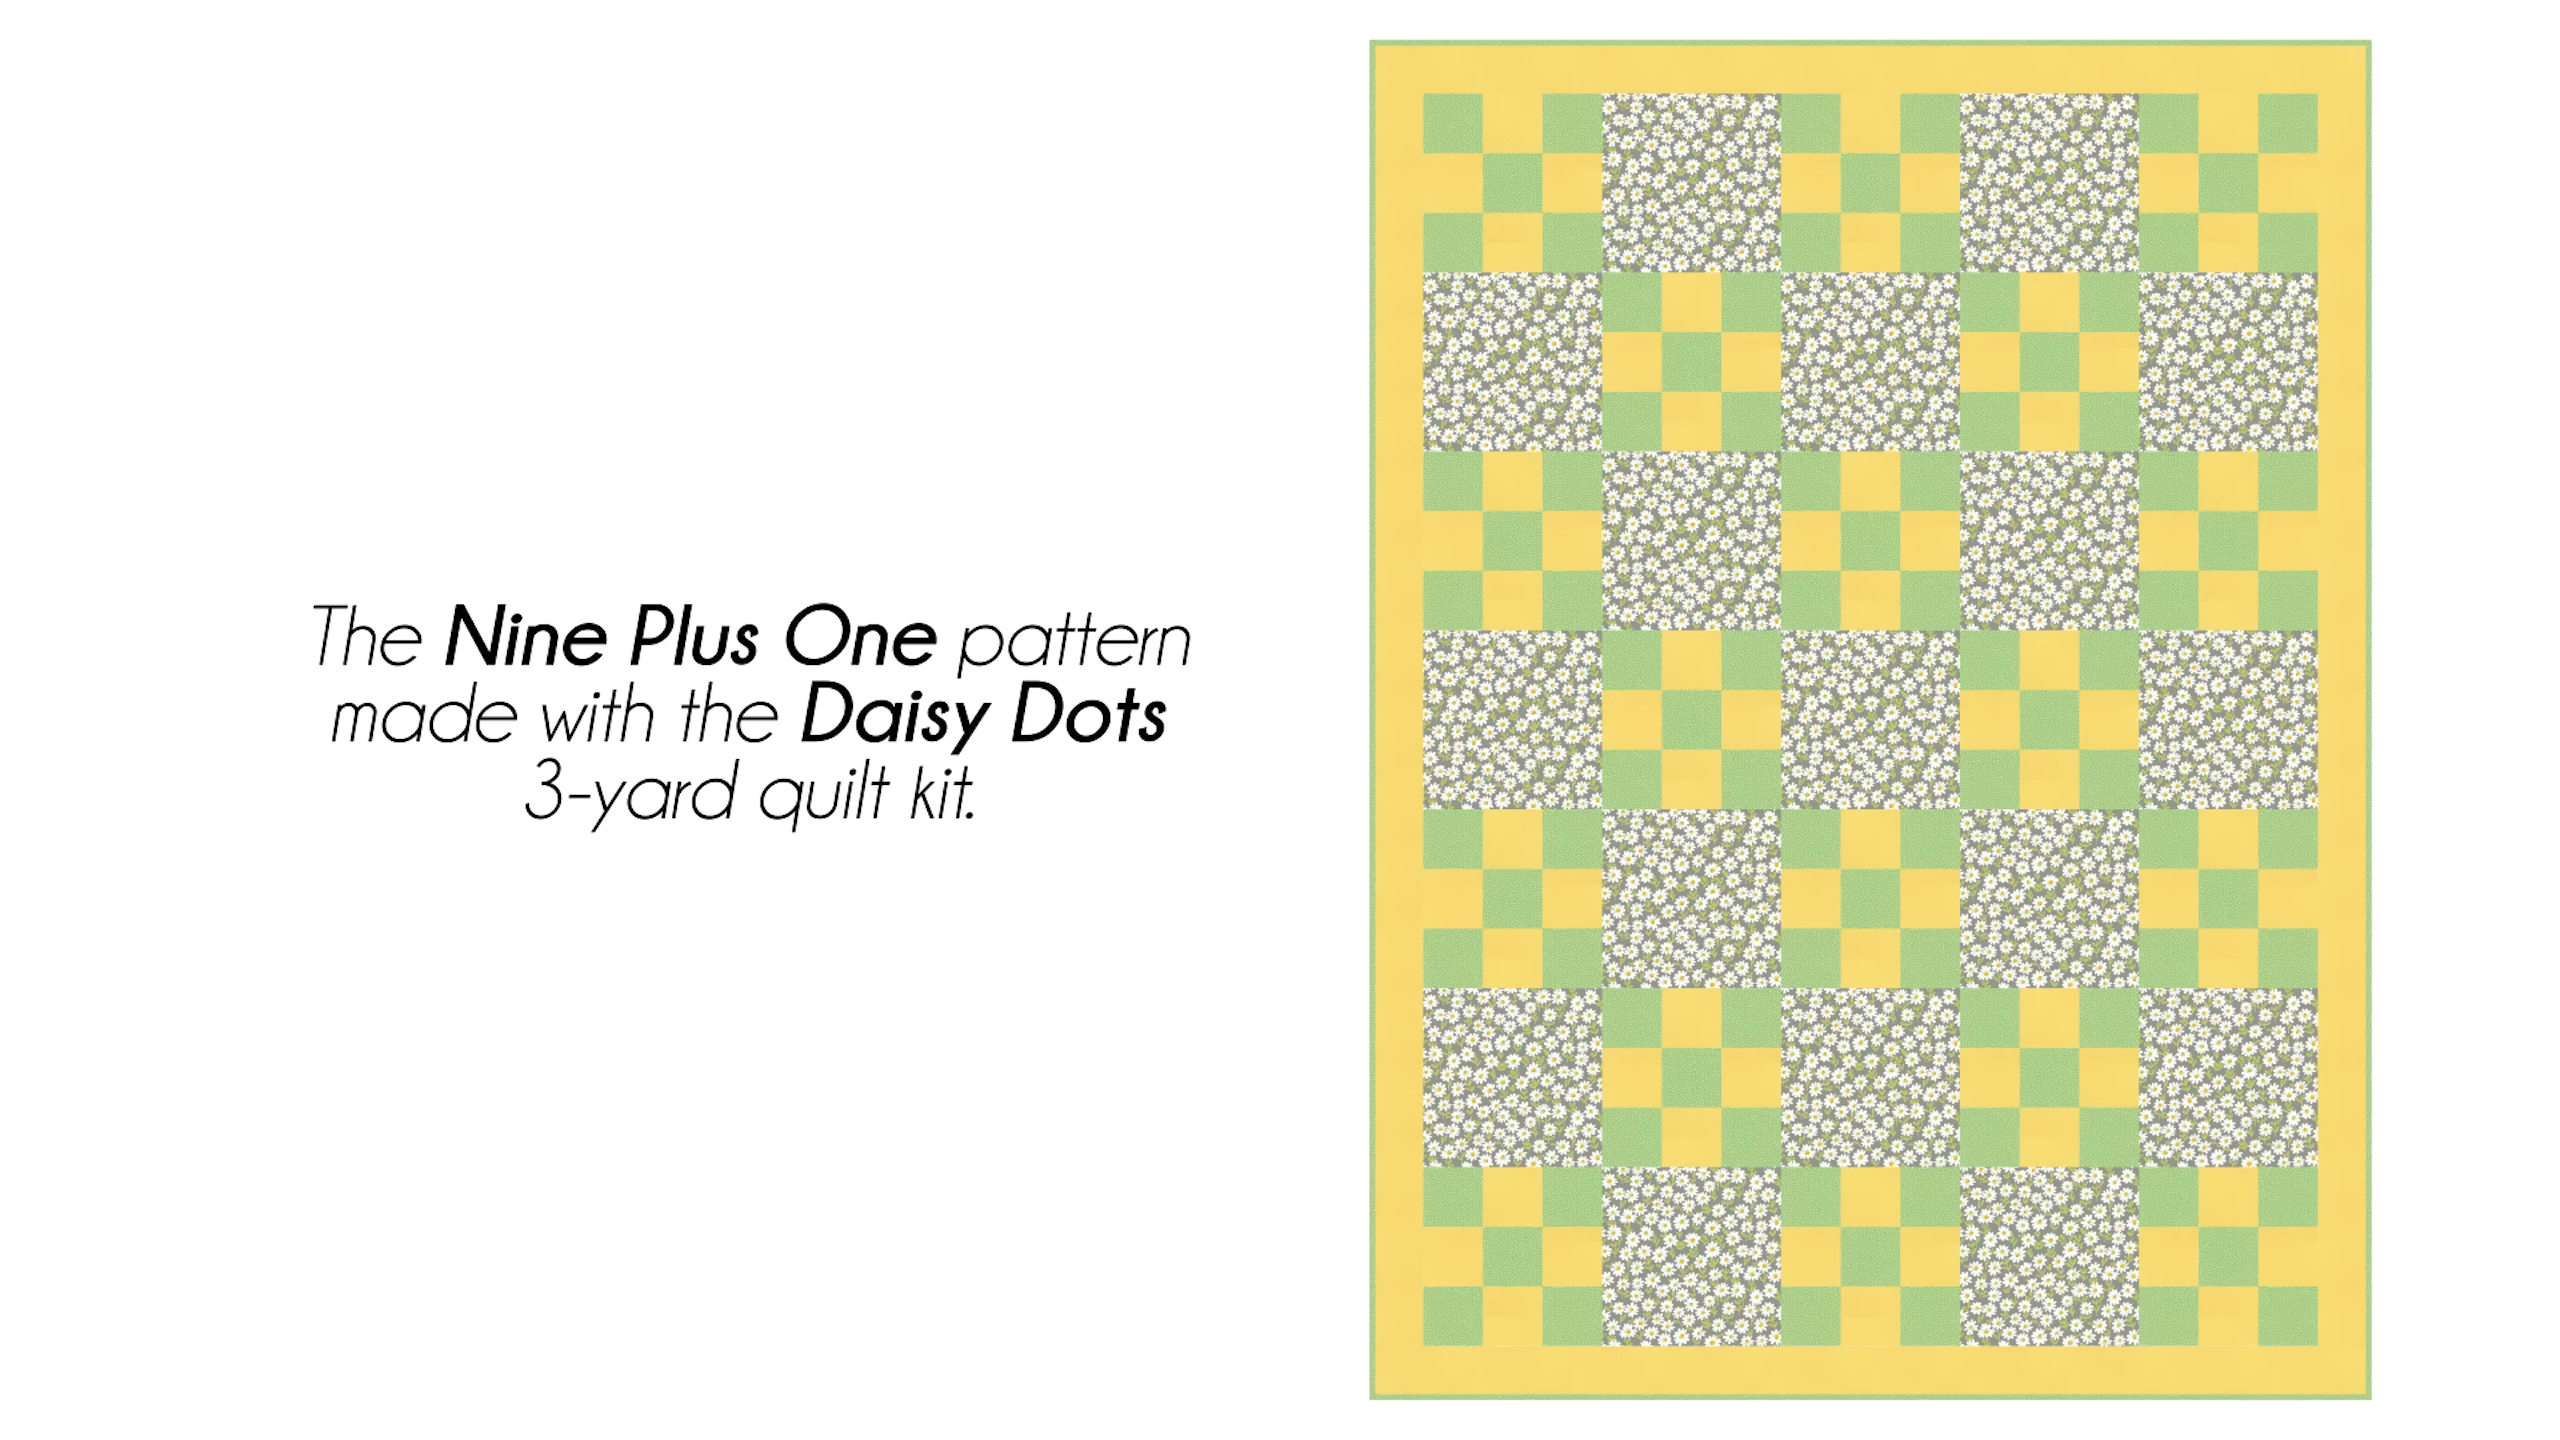 The Nine Plus One pattern
made with the Daisy Dots
3-yard quilt kit.